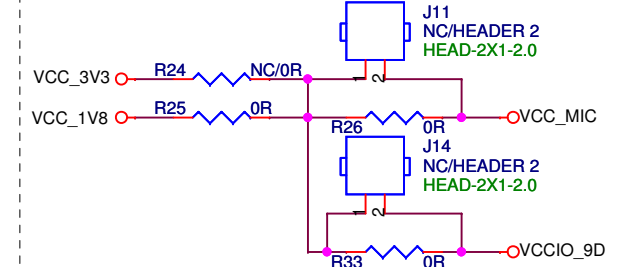 J11
NC/HEADER 2
HEAD-2X1-2.0
VCC_3V3
R24
NC/0R
1
2
VCC_1V8
R25
0R
R26
0R
VCC_MIC
J14
NC/HEADER 2
HEAD-2X1-2.0
1
2
R33
0R
VCCIO_9D